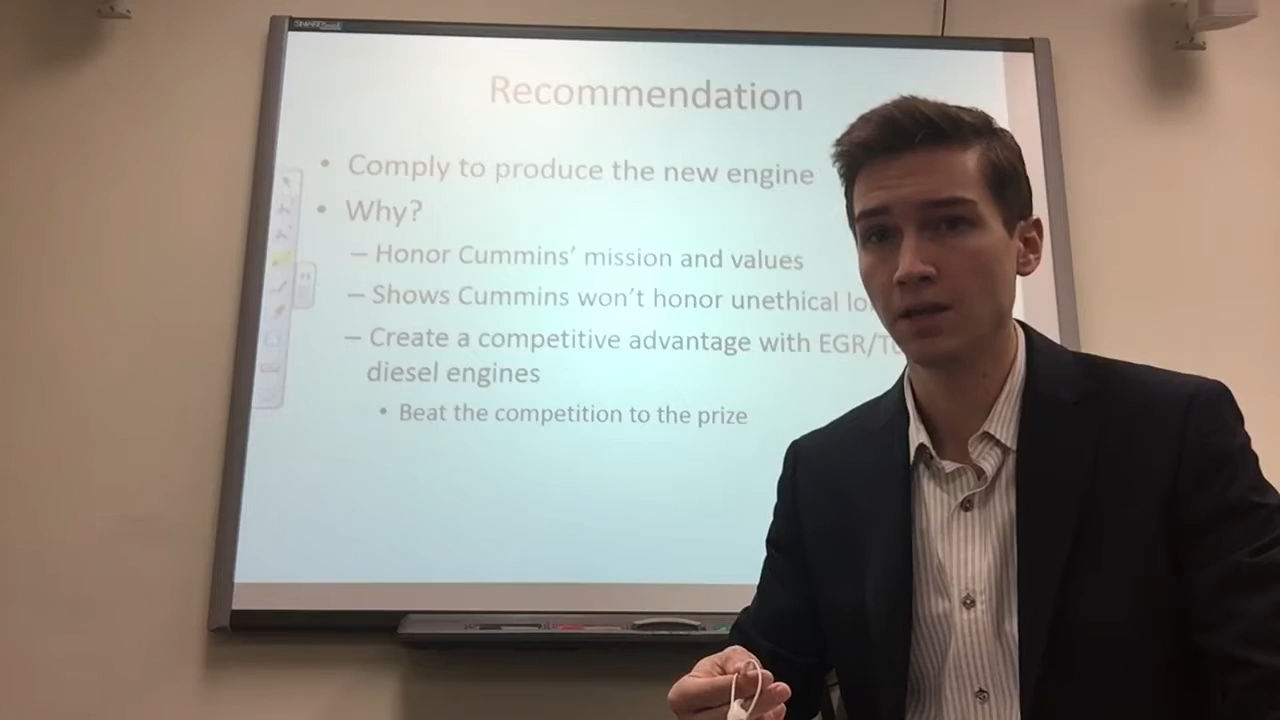 SMART
Recommendation
• Comply to produce the new engine
• Why?
– Honor Cummins’ mission and values
– Shows Cummins won’t honor unethical
– Create a competitive advantage with
diesel engines
• Beat the competition to the prize